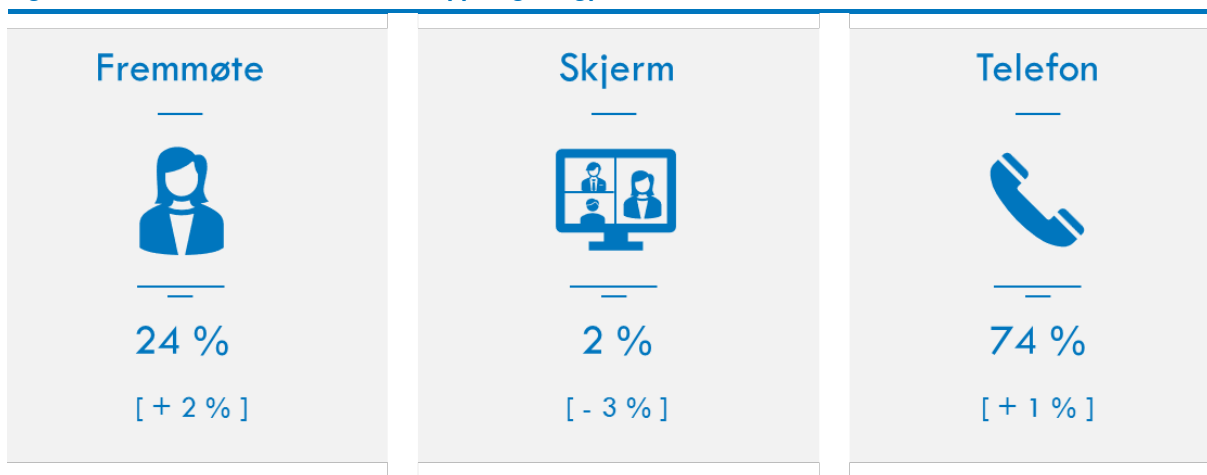 Fremmøte
24 %
[ + 2 % ]
Skjerm
2 %
[ - 3 % ]
Telefon
74 %
[ + 1 % ]